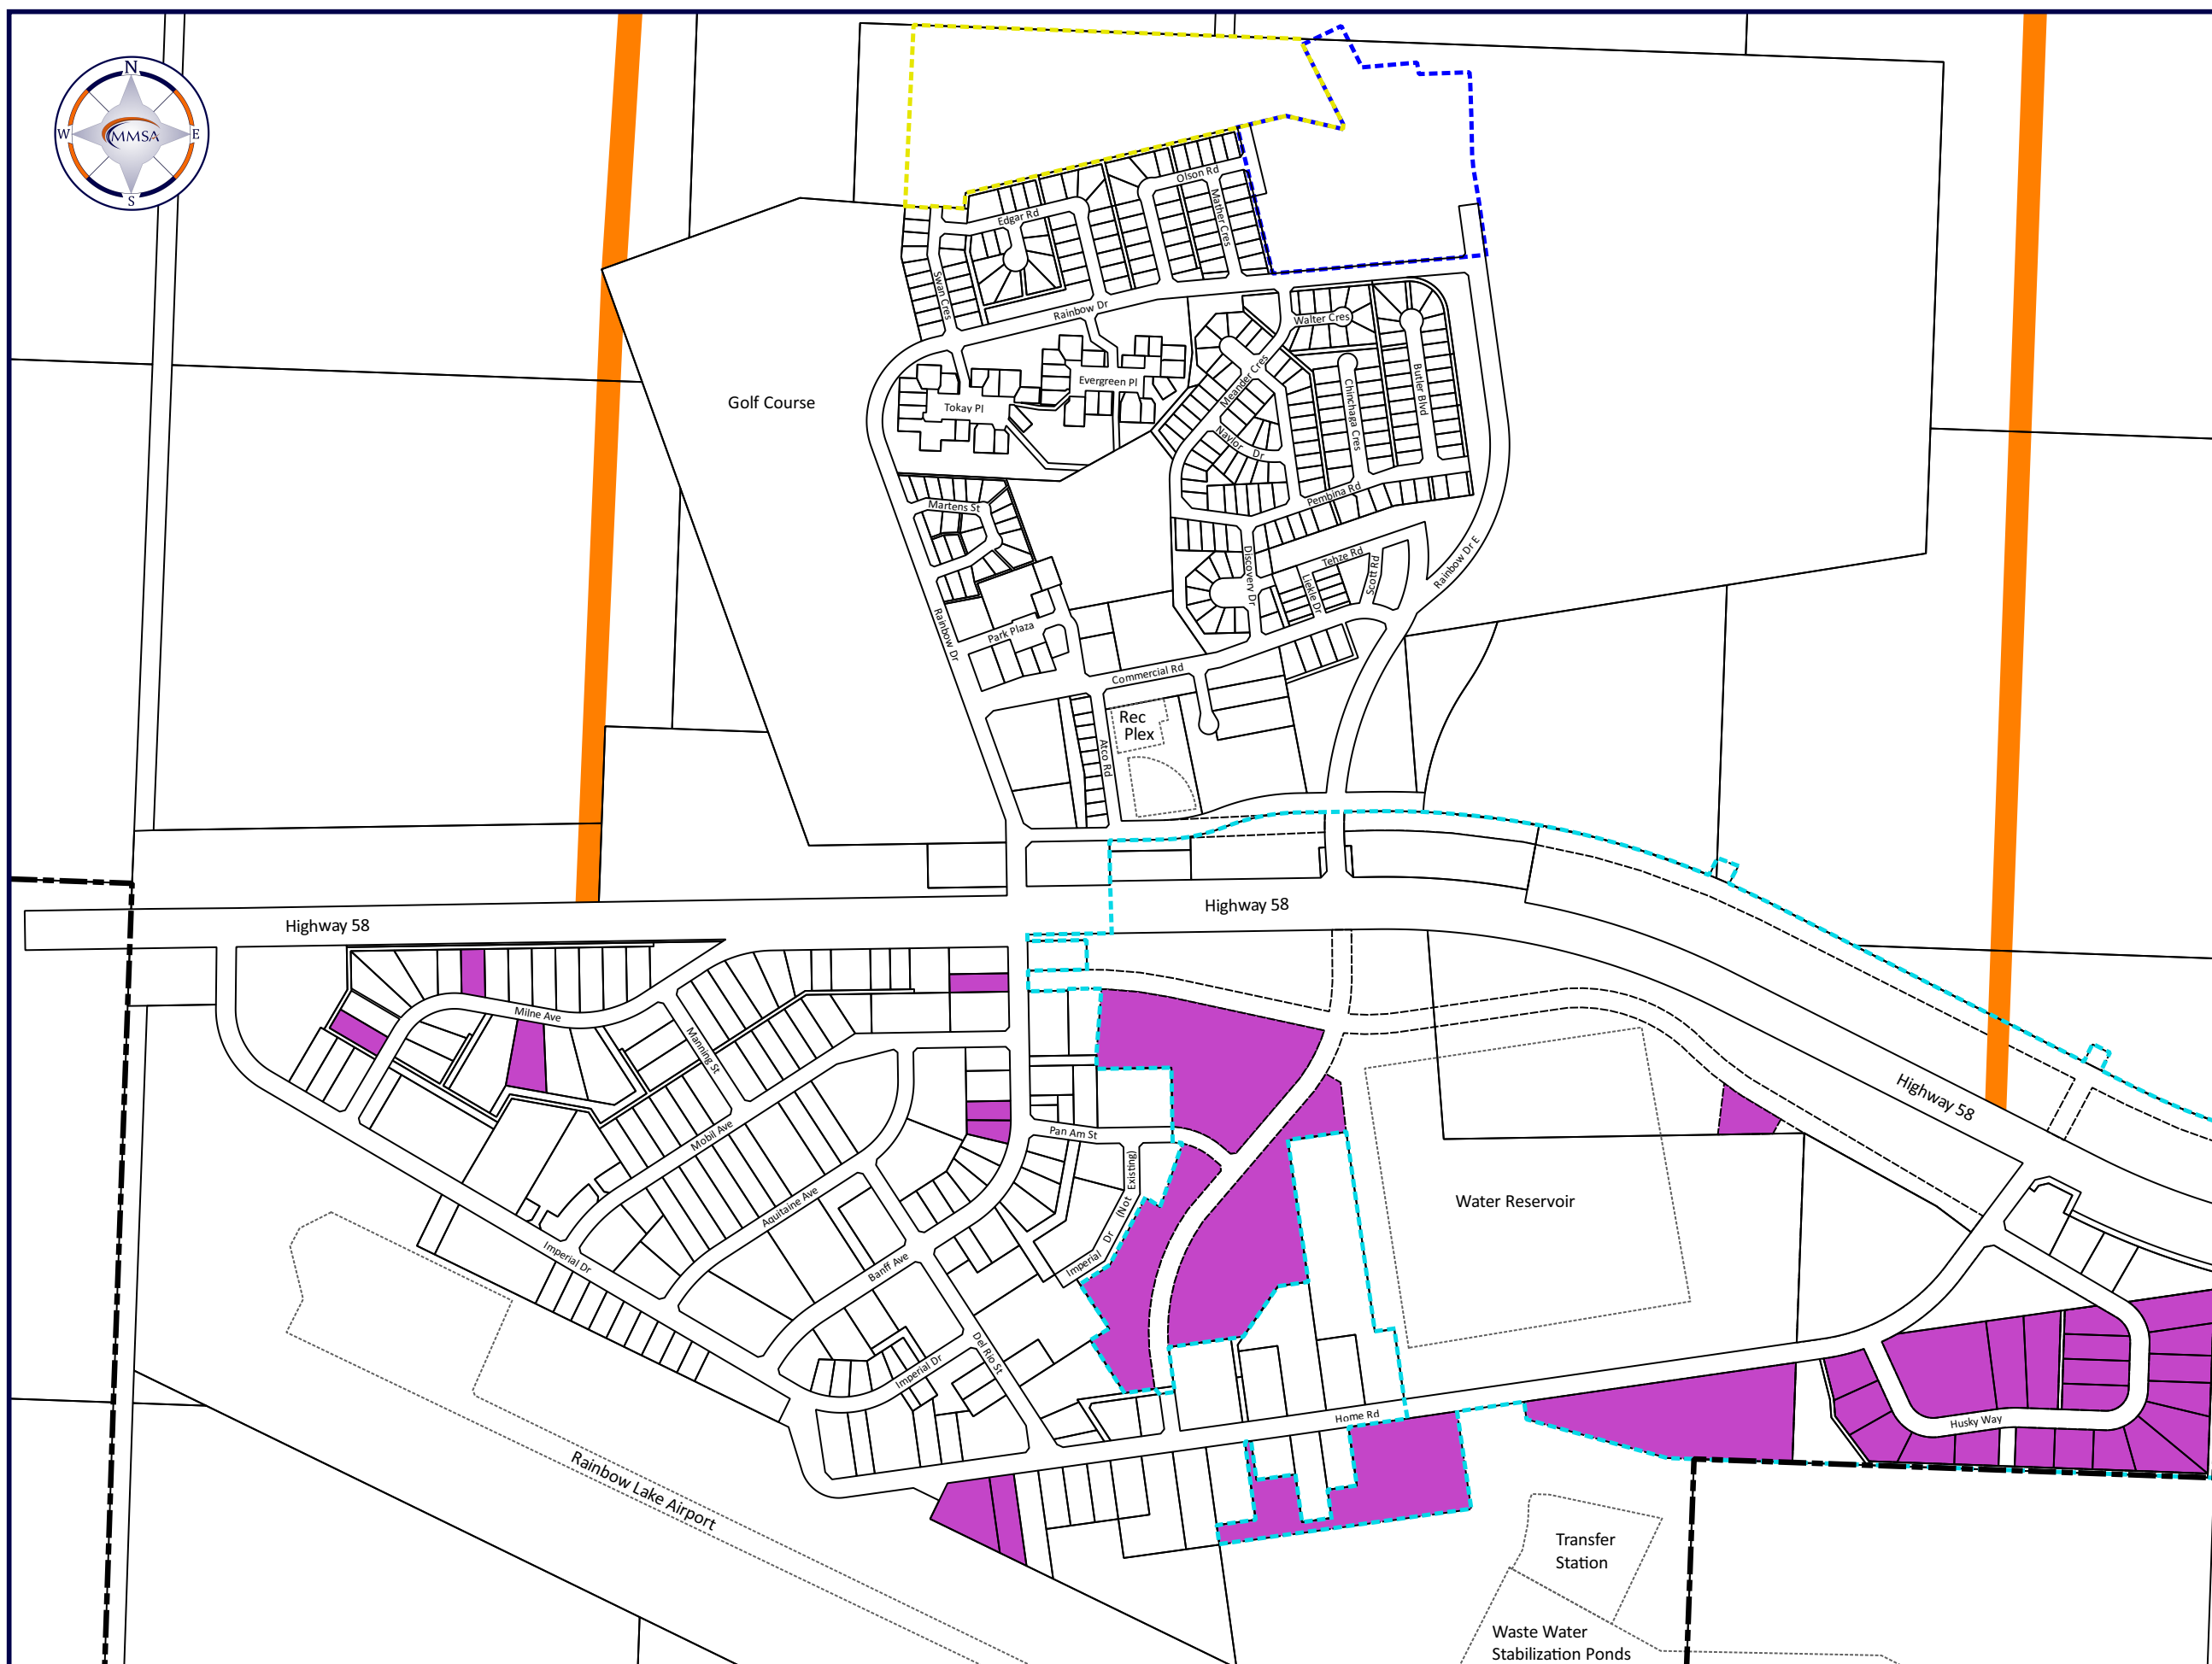 N
W
MMSA
E
S
Olson Rd
Edgar Rd
Mather Cres
Swan Cres
Rainbow Dr
Walter Cres
Evergreen Pl
Meander Cres
Golf Course
Tokay Pl
Chinchaga Cres
Butler Blvd
Naylor Dr
Pembina Rd
Martens St
Discovery Dr
Tehze Rd
Scott Rd
Rainbow Dr E
Liekle Dr
Rainbow Dr
Park Plaza
Commercial Rd
Rec
Plex
Atco Rd
Highway 58
Highway 58
Milne Ave
Manning St
Highway 58
Mobil Ave
Pan Am St
Imperial Dr (Not Existing)
Water Reservoir
Aquitaine Ave
Imperial Dr
Banff Ave
Del Rio St
Imperial Dr
Home Rd
Husky Way
Rainbow Lake Airport
Transfer
Station
Waste Water
Stabilization Ponds